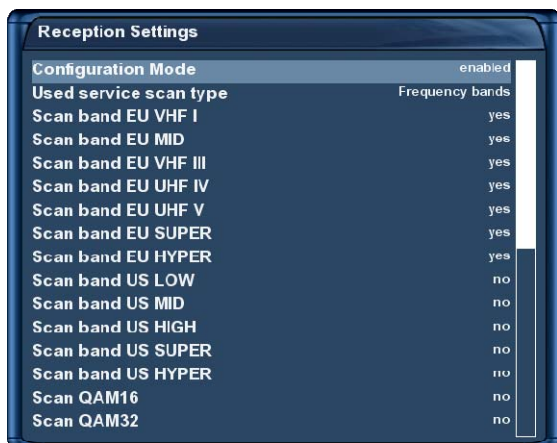 Reception Settings
Configuration Mode enabled
Used service scan type Frequency bands
Scan band EU VHF I yes
Scan band EU MID yes
Scan band EU VHF III yes
Scan band EU UHF IV yes
Scan band EU UHF V yes
Scan band EU SUPER yes
Scan band EU HYPER yes
Scan band US LOW no
Scan band US MID no
Scan band US HIGH no
Scan band US SUPER no
Scan band US HYPER no
Scan QAM16 no
Scan QAM32 no